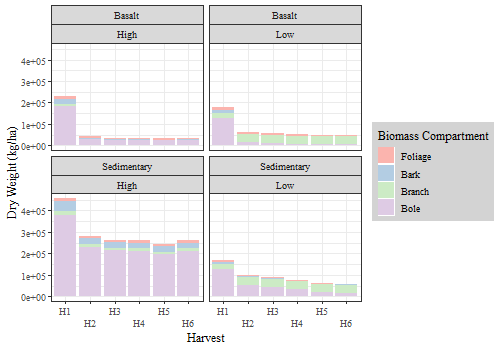 Basalt
Basalt
High
Low
4e+05
3e+05
2e+05
1e+05
0e+00
Sedimentary
Sedimentary
High
Low
4e+05
3e+05
2e+05
1e+05
0e+00
H1
H2
H3
H4
H5
H6
H1
H2
H3
H4
H5
H6
Harvest
Dry Weight (kg/ha)
Biomass Compartment
Foliage
Bark
Branch
Bole